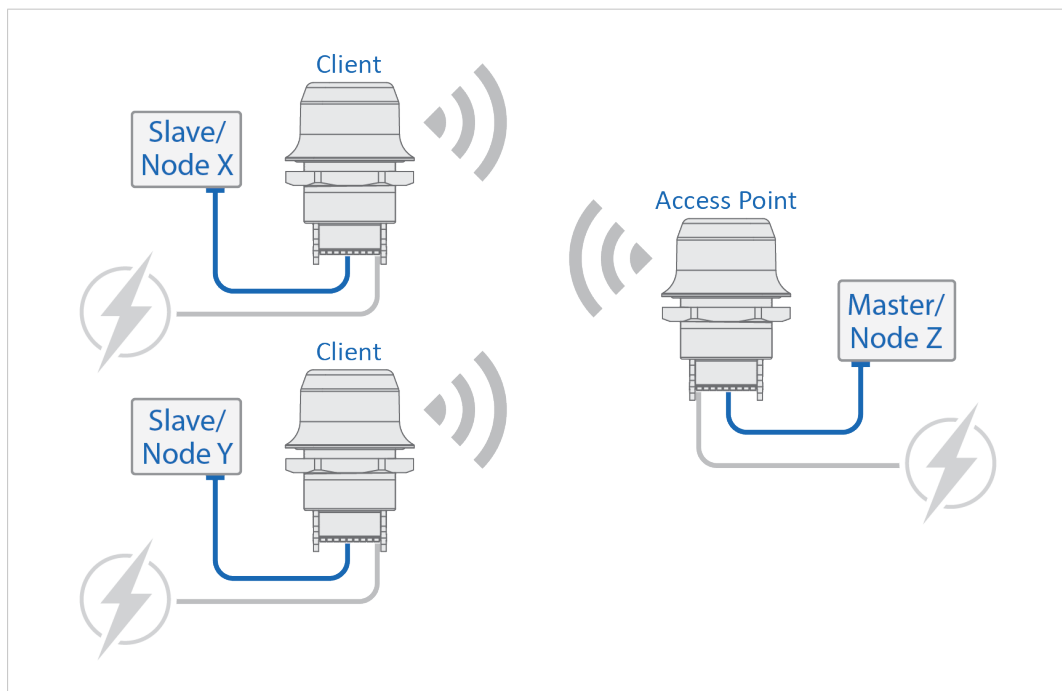 Client
Slave/
Node X
Access Point
Master/
Node Z
Client
Slave/
Node Y